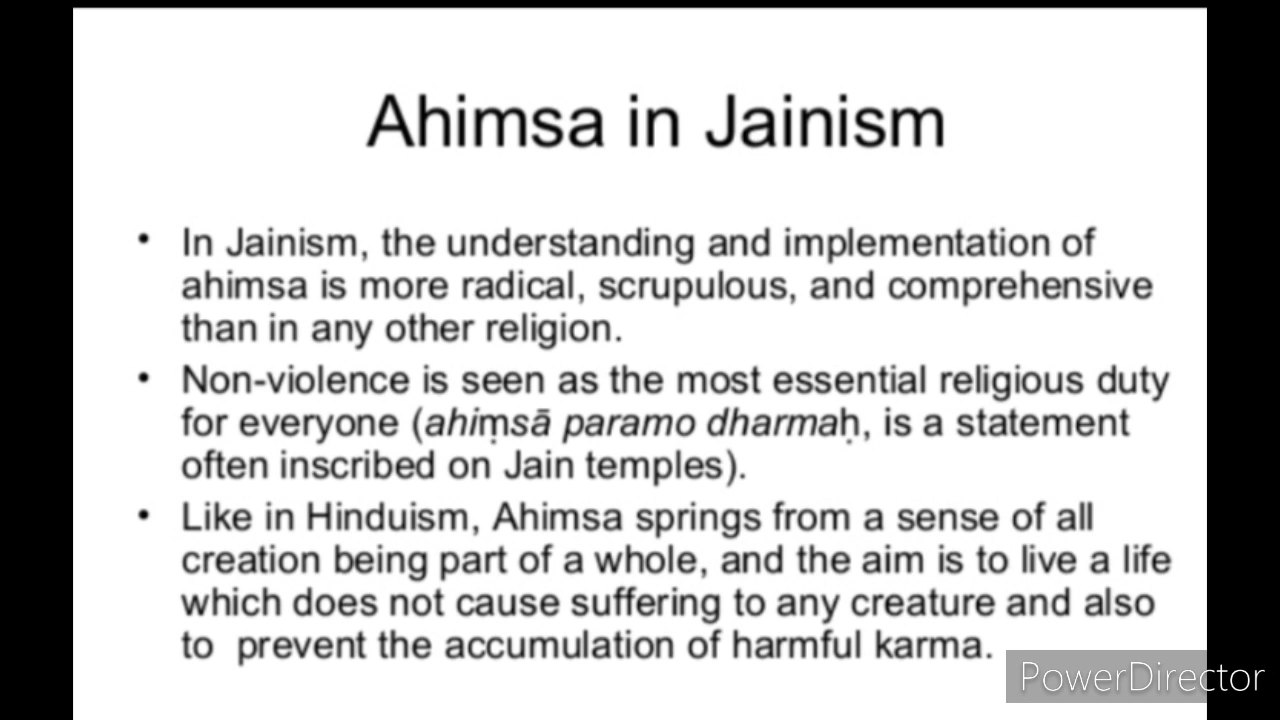 Ahimsa in Jainism
• In Jainism, the understanding and implementation of
ahimsa is more radical, scrupulous, and comprehensive
than in any other religion.
• Non-violence is seen as the most essential religious duty
for everyone (ahiṃsā paramo dharmaḥ, is a statement
often inscribed on Jain temples).
• Like in Hinduism, Ahimsa springs from a sense of all
creation being part of a whole, and the aim is to live a life
which does not cause suffering to any creature and also
to  prevent the accumulation of harmful karma.
PowerDirector